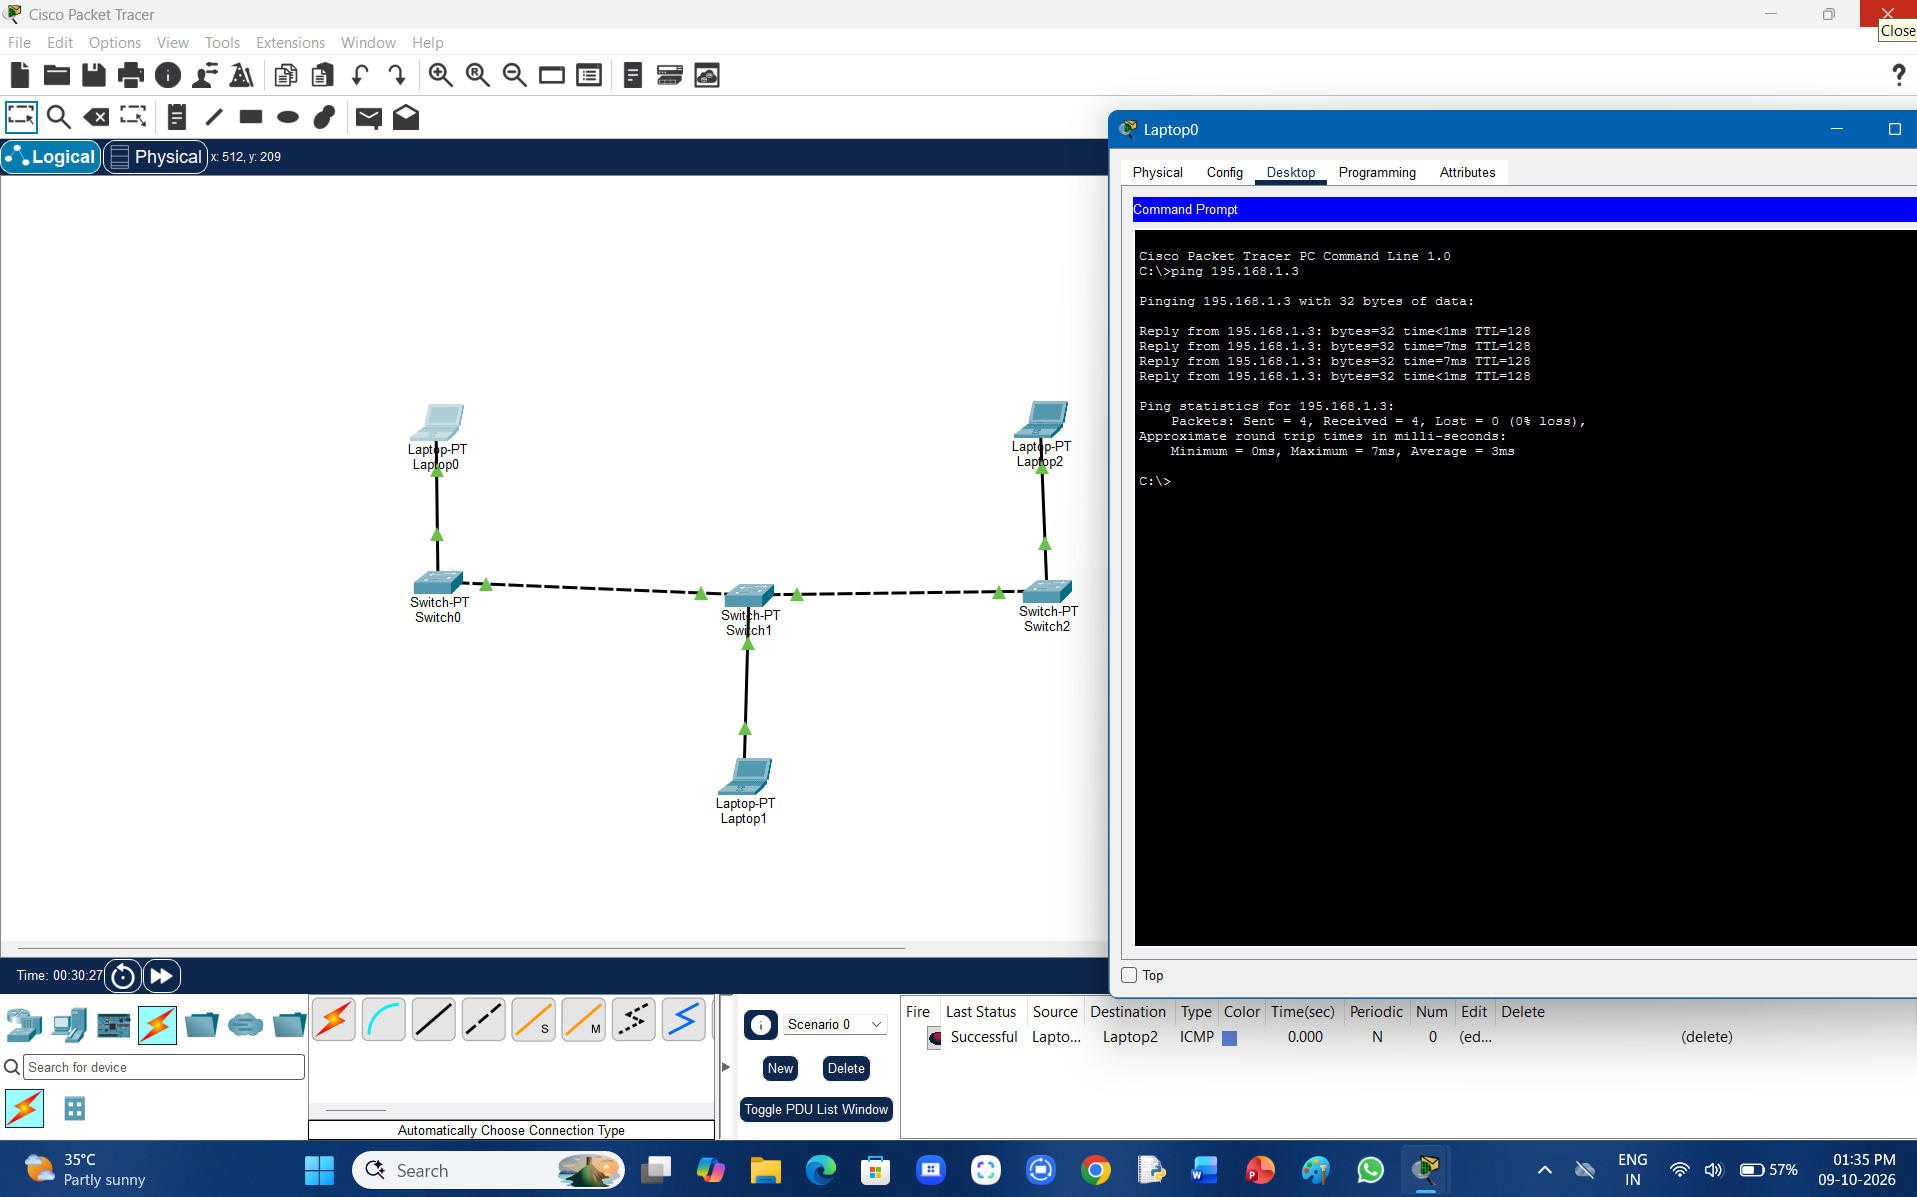 Cisco Packet Tracer
Close
File Edit Options View Tools Extensions Window Help
?
Logical Physical x: 512, y: 209
Laptop0
Physical Config Desktop Programming Attributes
Command Prompt
Cisco Packet Tracer PC Command Line 1.0
C:\>ping 195.168.1.3
Pinging 195.168.1.3 with 32 bytes of data:
Reply from 195.168.1.3: bytes=32 time<1ms TTL=128
Reply from 195.168.1.3: bytes=32 time=7ms TTL=128
Reply from 195.168.1.3: bytes=32 time=7ms TTL=128
Reply from 195.168.1.3: bytes=32 time<1ms TTL=128
Ping statistics for 195.168.1.3:
Packets: Sent = 4, Received = 4, Lost = 0 (0% loss),
Approximate round trip times in milli-seconds:
Minimum = 0ms, Maximum = 7ms, Average = 3ms
C:\>
Top
Laptop-PT
Laptop0
Laptop-PT
Laptop2
Switch-PT
Switch0
Switch-PT
Switch1
Switch-PT
Switch2
Laptop-PT
Laptop1
Time: 00:30:27
Search for device
S
M
Automatically Choose Connection Type
Scenario 0
New Delete
Toggle PDU List Window
Fire Last Status Source Destination Type Color Time(sec) Periodic Num Edit Delete
Successful Lapto... Laptop2 ICMP 0.000 N 0 (ed... (delete)
35°C
Partly sunny
Search
ENG
IN
57%
01:35 PM
09-10-2026